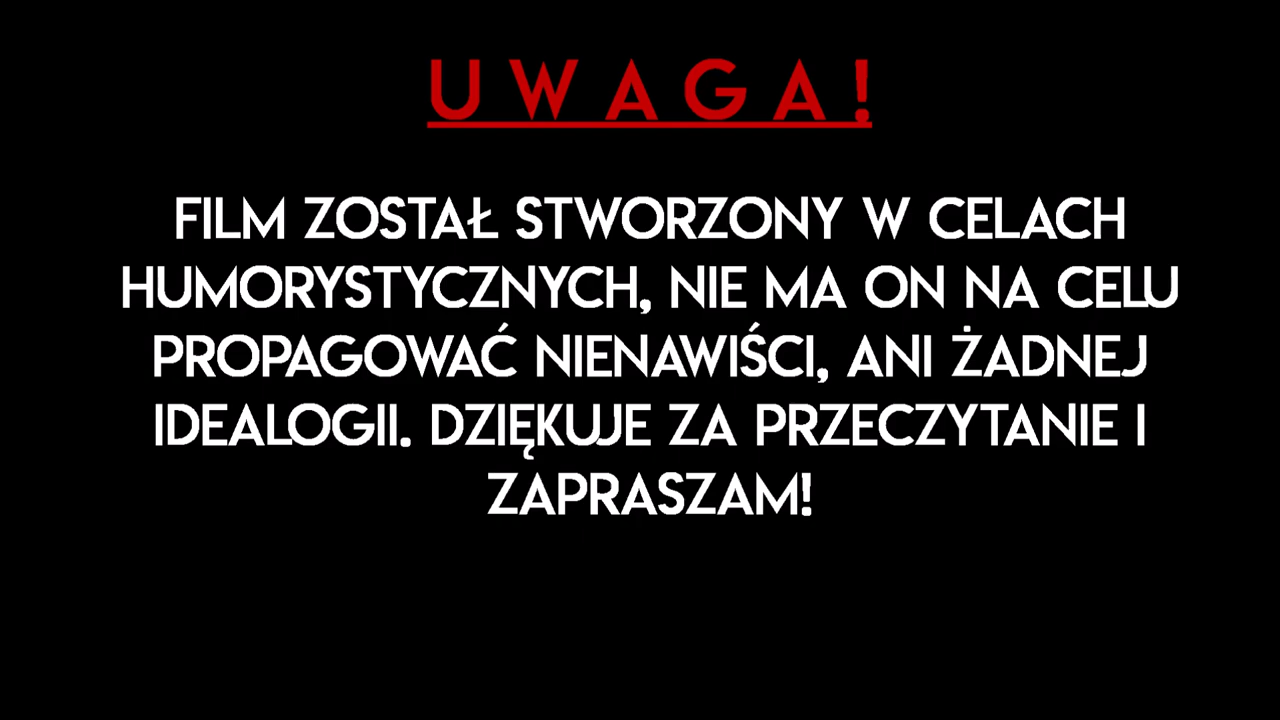 UWAGA!
FILM ZOSTAŁ STWORZONY W CELACH
HUMORYSTYCZNYCH, NIE MA ON NA CELU
PROPAGOWAĆ NIENAWIŚCI, ANI ŻADNEJ
IDEALOGII. DZIĘKUJE ZA PRZECZYTANIE I
ZAPRASZAM!